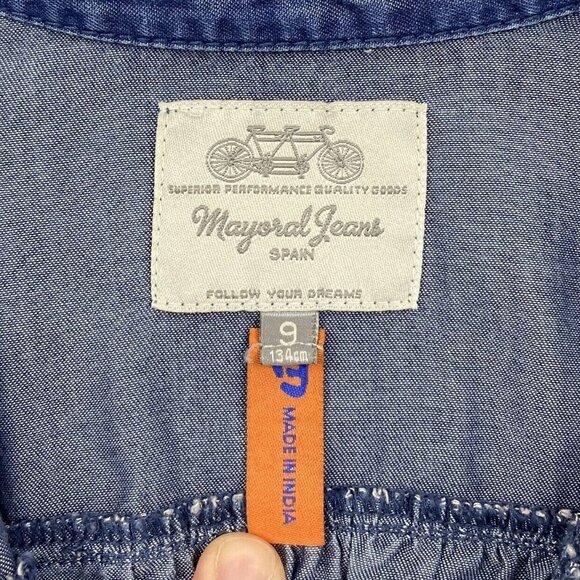 SUPERIOR PERFORMANCE QUALITY GOODS
Mayoral Jeans
SPAIN
FOLLOW YOUR DREAMS
9
134cm
MADE IN INDIA